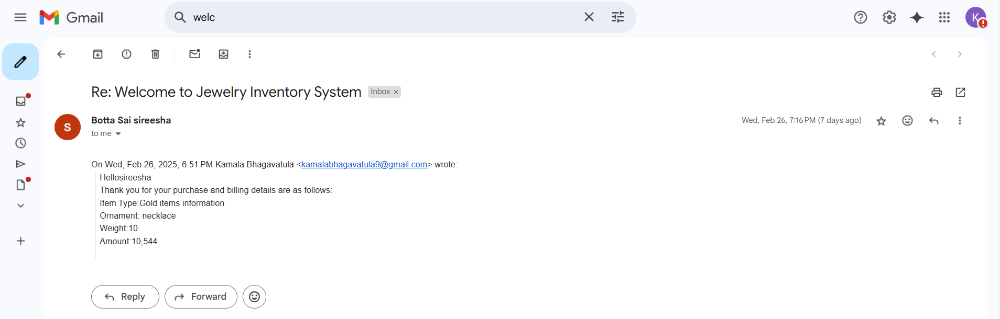 Gmail
welc
K
Re: Welcome to Jewelry Inventory System
Inbox ×
S
Botta Sai sireesha
Wed, Feb 26, 7:16 PM (7 days ago)
to me
On Wed, Feb 26, 2025, 6:51 PM Kamala Bhagavatula <kamalabhagavatula9@gmail.com> wrote:
Hellosireesha
Thank you for your purchase and billing details are as follows:
Item Type:Gold items information
Ornament: necklace
Weight:10
Amount:10,544
Reply
Forward